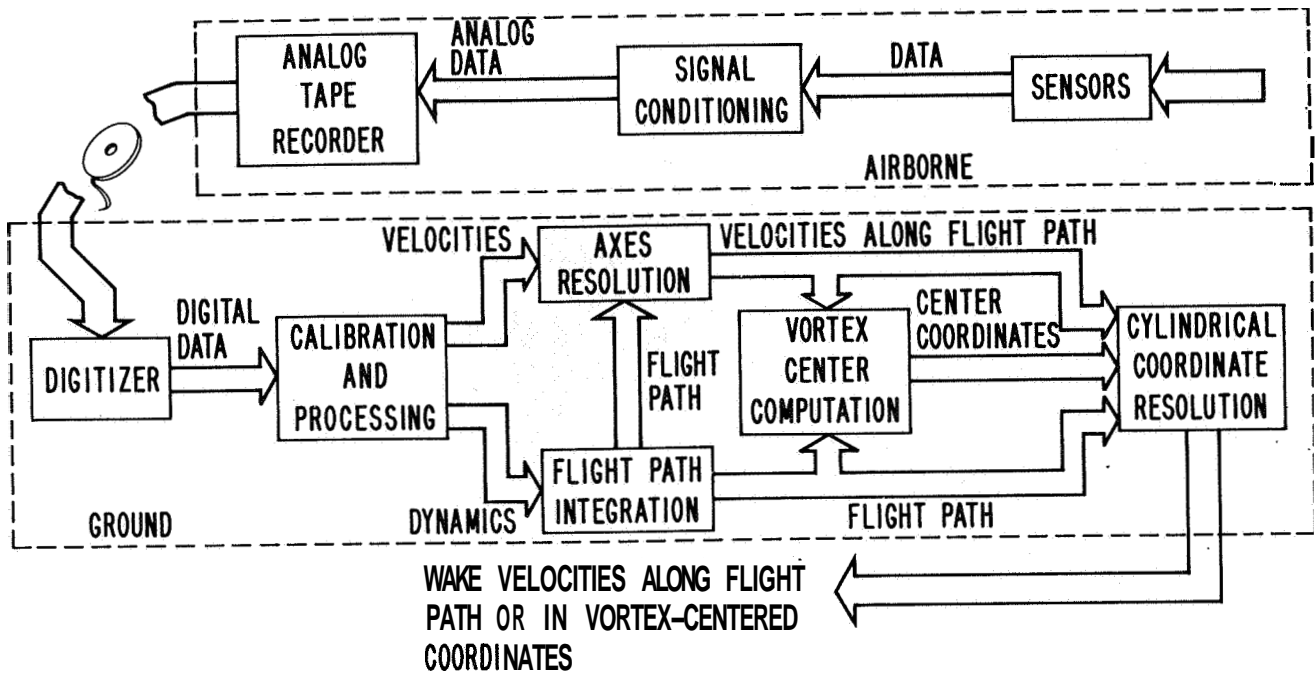 ANALOG
TAPE
RECORDER
ANALOG
DATA
SIGNAL
CONDITIONING
DATA
SENSORS
AIRBORNE
VELOCITIES
AXES
RESOLUTION
VELOCITIES ALONG FLIGHT PATH
DIGITIZER
DIGITAL
DATA
CALIBRATION
AND
PROCESSING
FLIGHT
PATH
VORTEX
CENTER
COMPUTATION
CENTER
COORDINATES
CYLINDRICAL
COORDINATE
RESOLUTION
GROUND
DYNAMICS
FLIGHT PATH
INTEGRATION
FLIGHT PATH
WAKE VELOCITIES ALONG FLIGHT
PATH OR IN VORTEX-CENTERED
COORDINATES